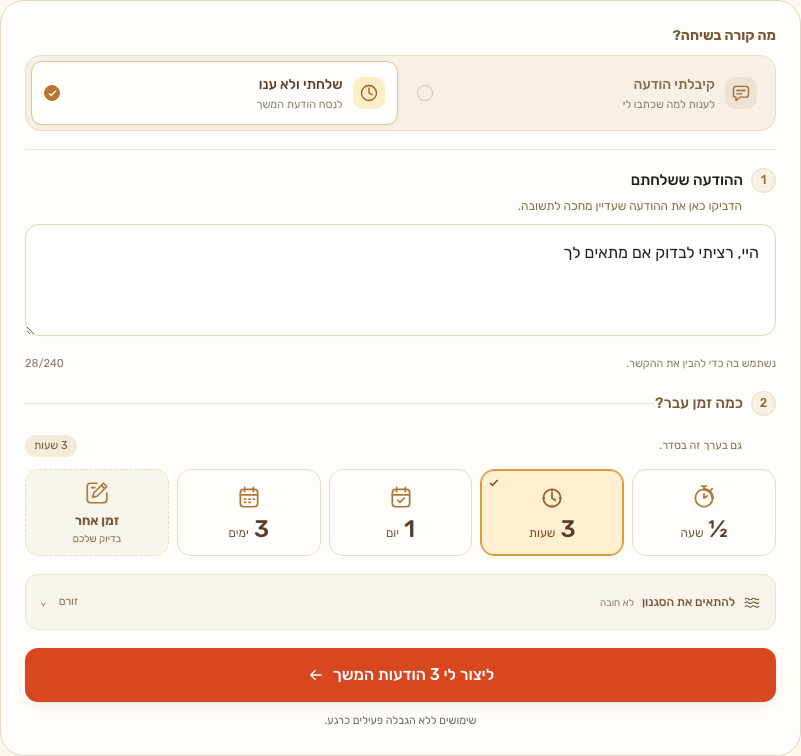 מה קורה בשיחה?
קיבלתי הודעה
לענות למה שכתבו לי
שלחתי ולא ענו
לנסח הודעת המשך
1
ההודעה ששלחתם
הדביקו כאן את ההודעה שעדיין מחכה לתשובה.
היי, רציתי לבדוק אם מתאים לך
נשתמש בה כדי להבין את ההקשר.
28/240
2
כמה זמן עבר?
גם בערך זה בסדר.
3 שעות
½ שעה
3 שעות
1 יום
3 ימים
זמן אחר
בדיוק שלכם
להתאים את הסגנון לא חובה
זורם
ליצור לי 3 הודעות המשך ←
שימושים ללא הגבלה פעילים כרגע.